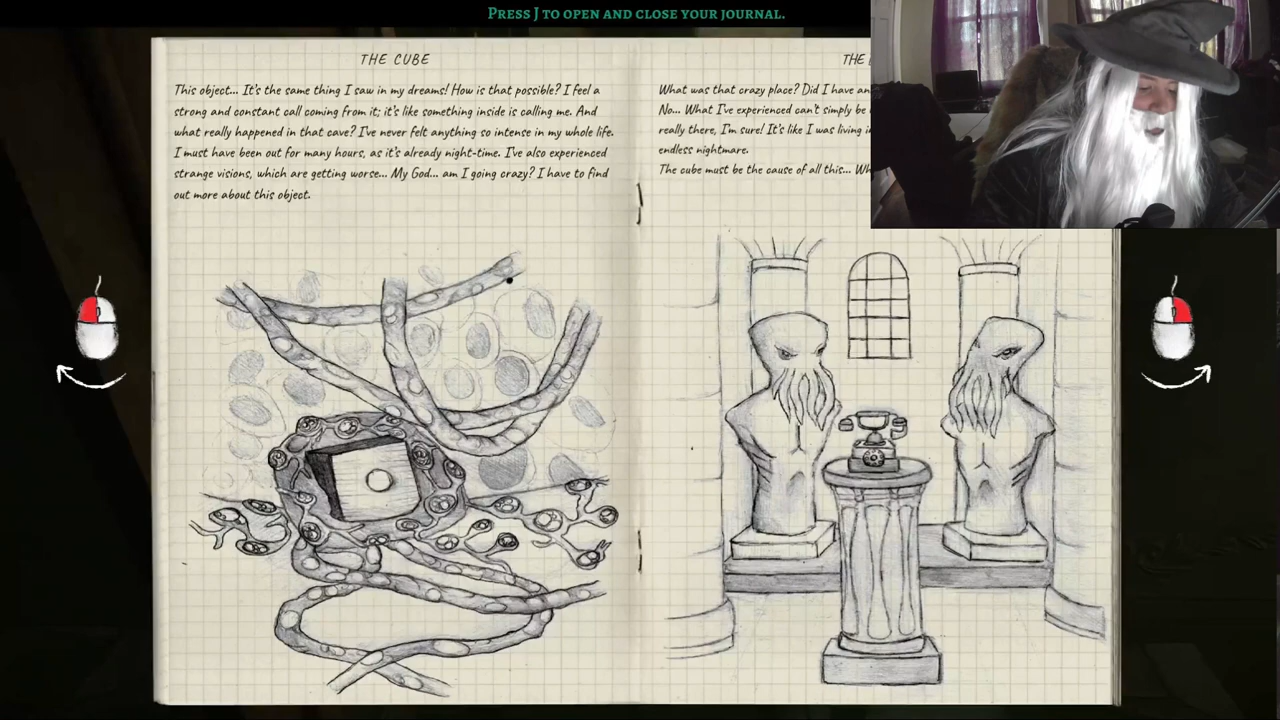 PRESS J TO OPEN AND CLOSE YOUR JOURNAL.
THE CUBE
This object... It's the same thing I saw in my dreams! How is that possible? I feel a
strong and constant call coming from it; it's like something inside is calling me. And
what really happened in that cave? I've never felt anything so intense in my whole life.
I must have been out for many hours, as it's already night-time. I've also experienced
strange visions, which are getting worse... My God... am I going crazy? I have to find
out more about this object.
THE
What was that crazy place? Did I have an
No... What I've experienced can't simply be
really there, I'm sure! It's like I was living
endless nightmare.
The cube must be the cause of all this...